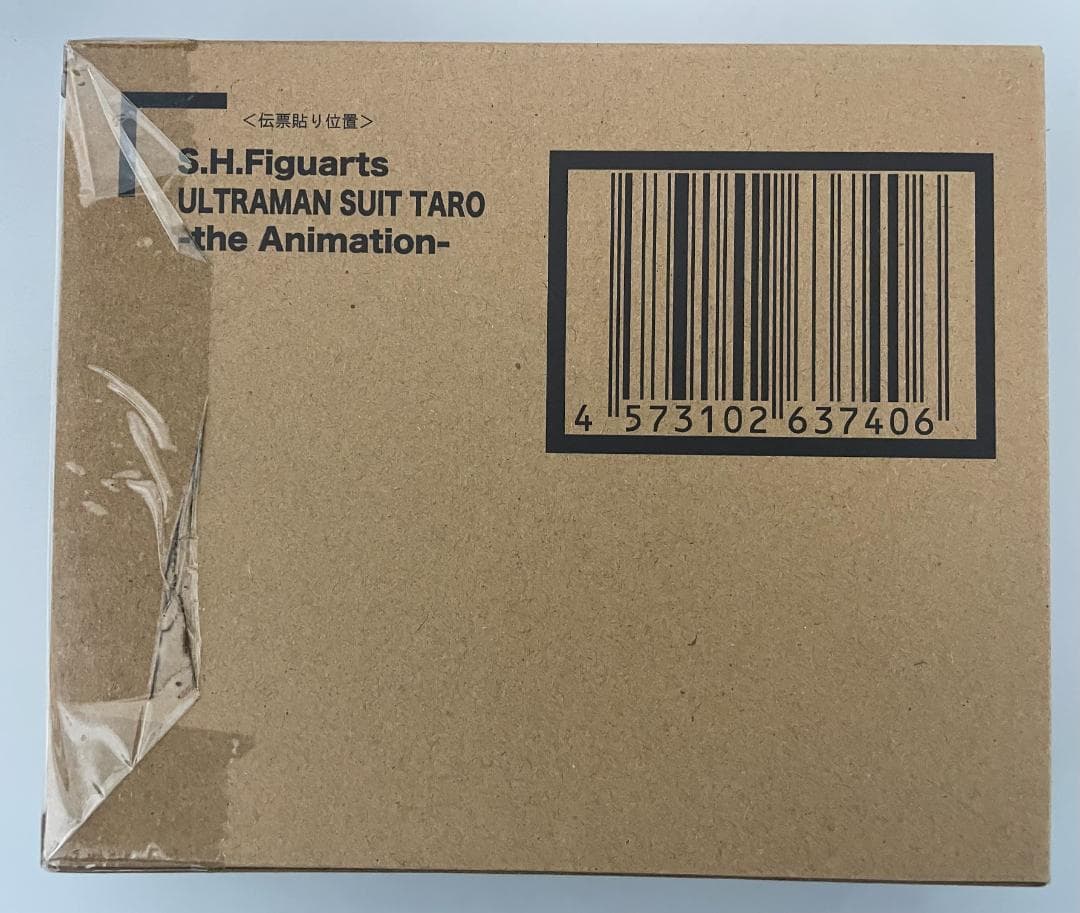 ＜伝票貼り位置＞
S.H.Figuarts
ULTRAMAN SUIT TARO
-the Animation-
4 573102 637406